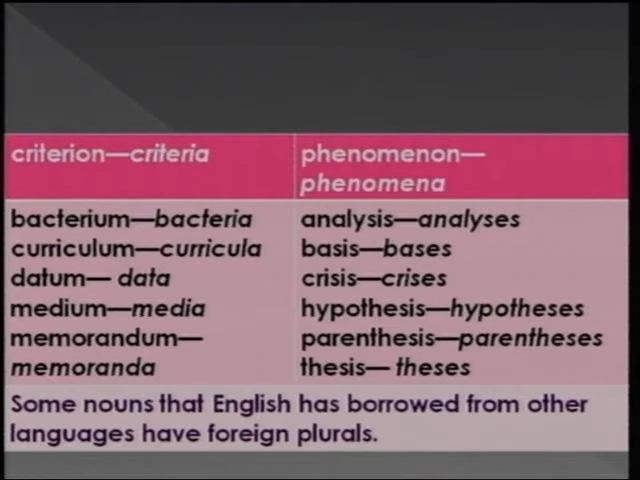 criterion—criteria
phenomenon—
phenomena
bacterium—bacteria
curriculum—curricula
datum— data
medium—media
memorandum—
memoranda
analysis—analyses
basis—bases
crisis—crises
hypothesis—hypotheses
parenthesis—parentheses
thesis— theses
Some nouns that English has borrowed from other
languages have foreign plurals.